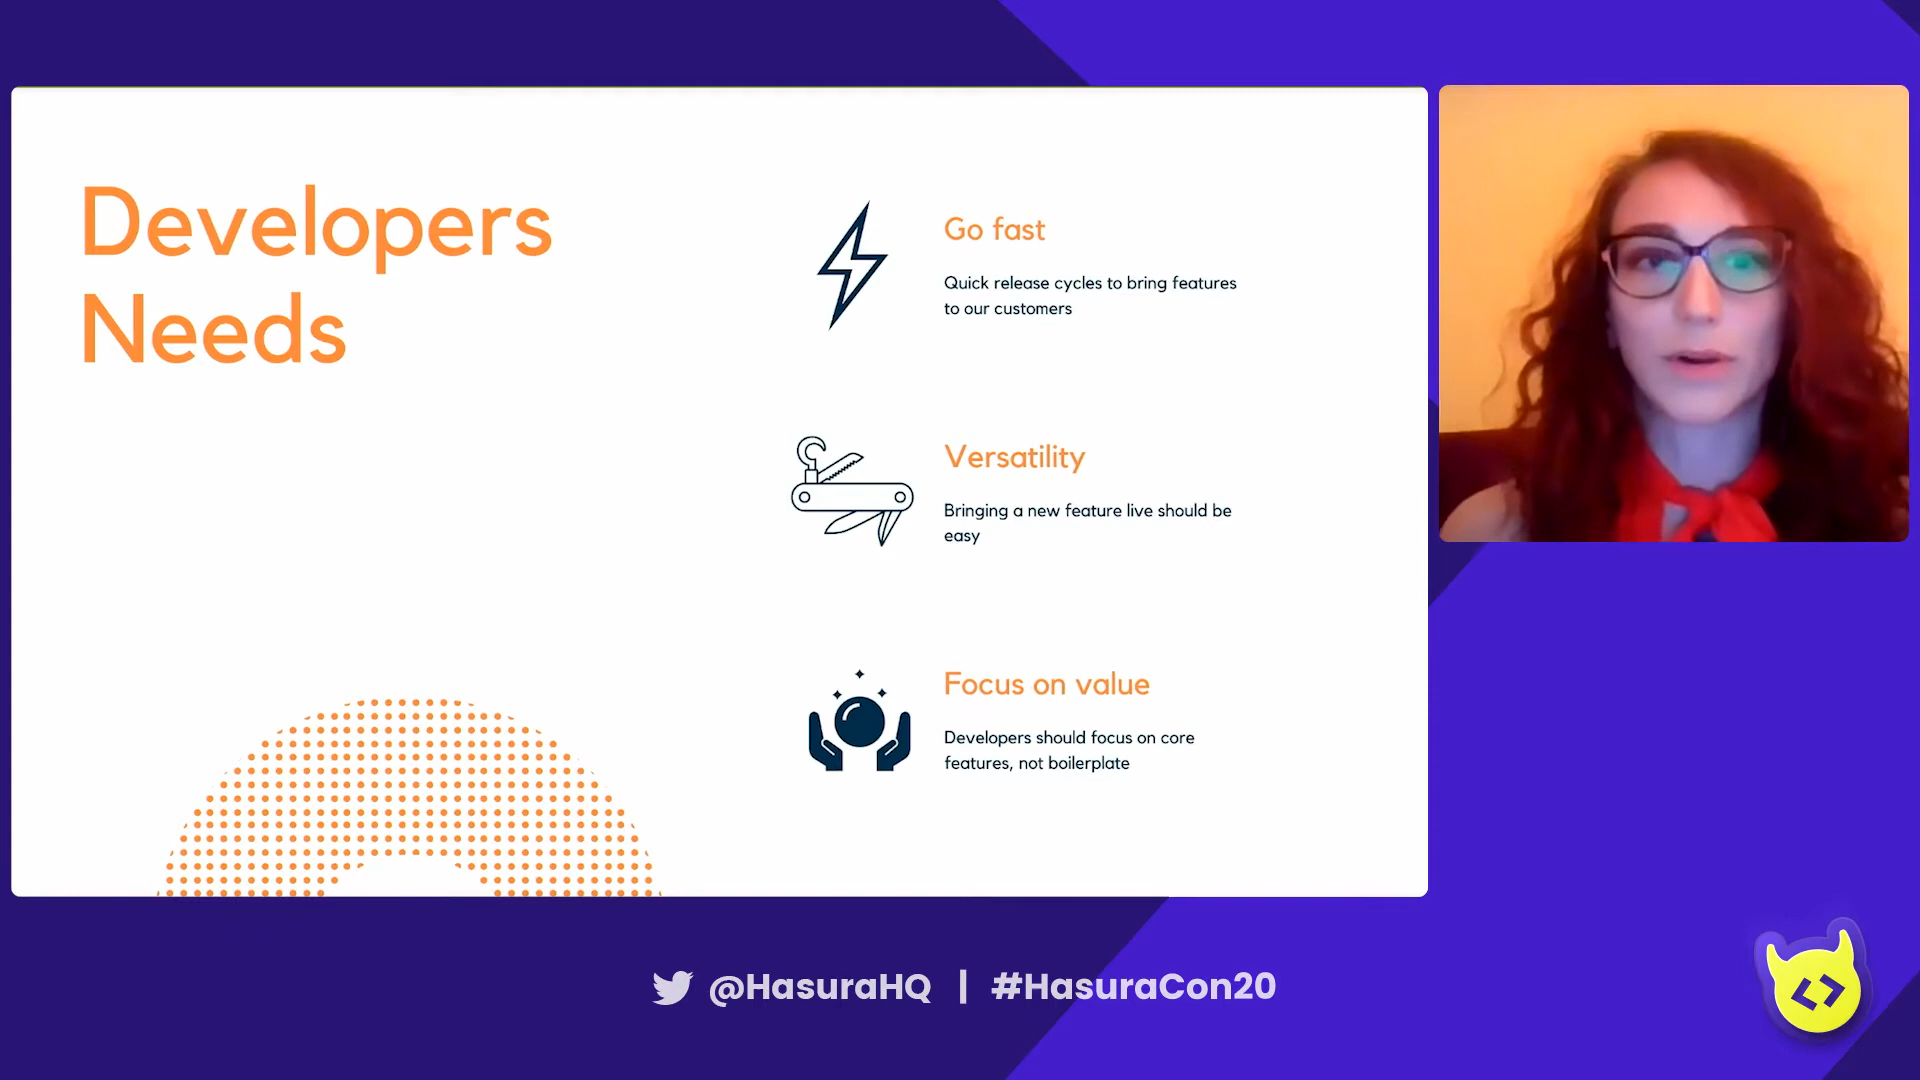 Developers
Needs
Go fast
Quick release cycles to bring features
to our customers
Versatility
Bringing a new feature live should be
easy
Focus on value
Developers should focus on core
features, not boilerplate
@HasuraHQ | #HasuraCon20